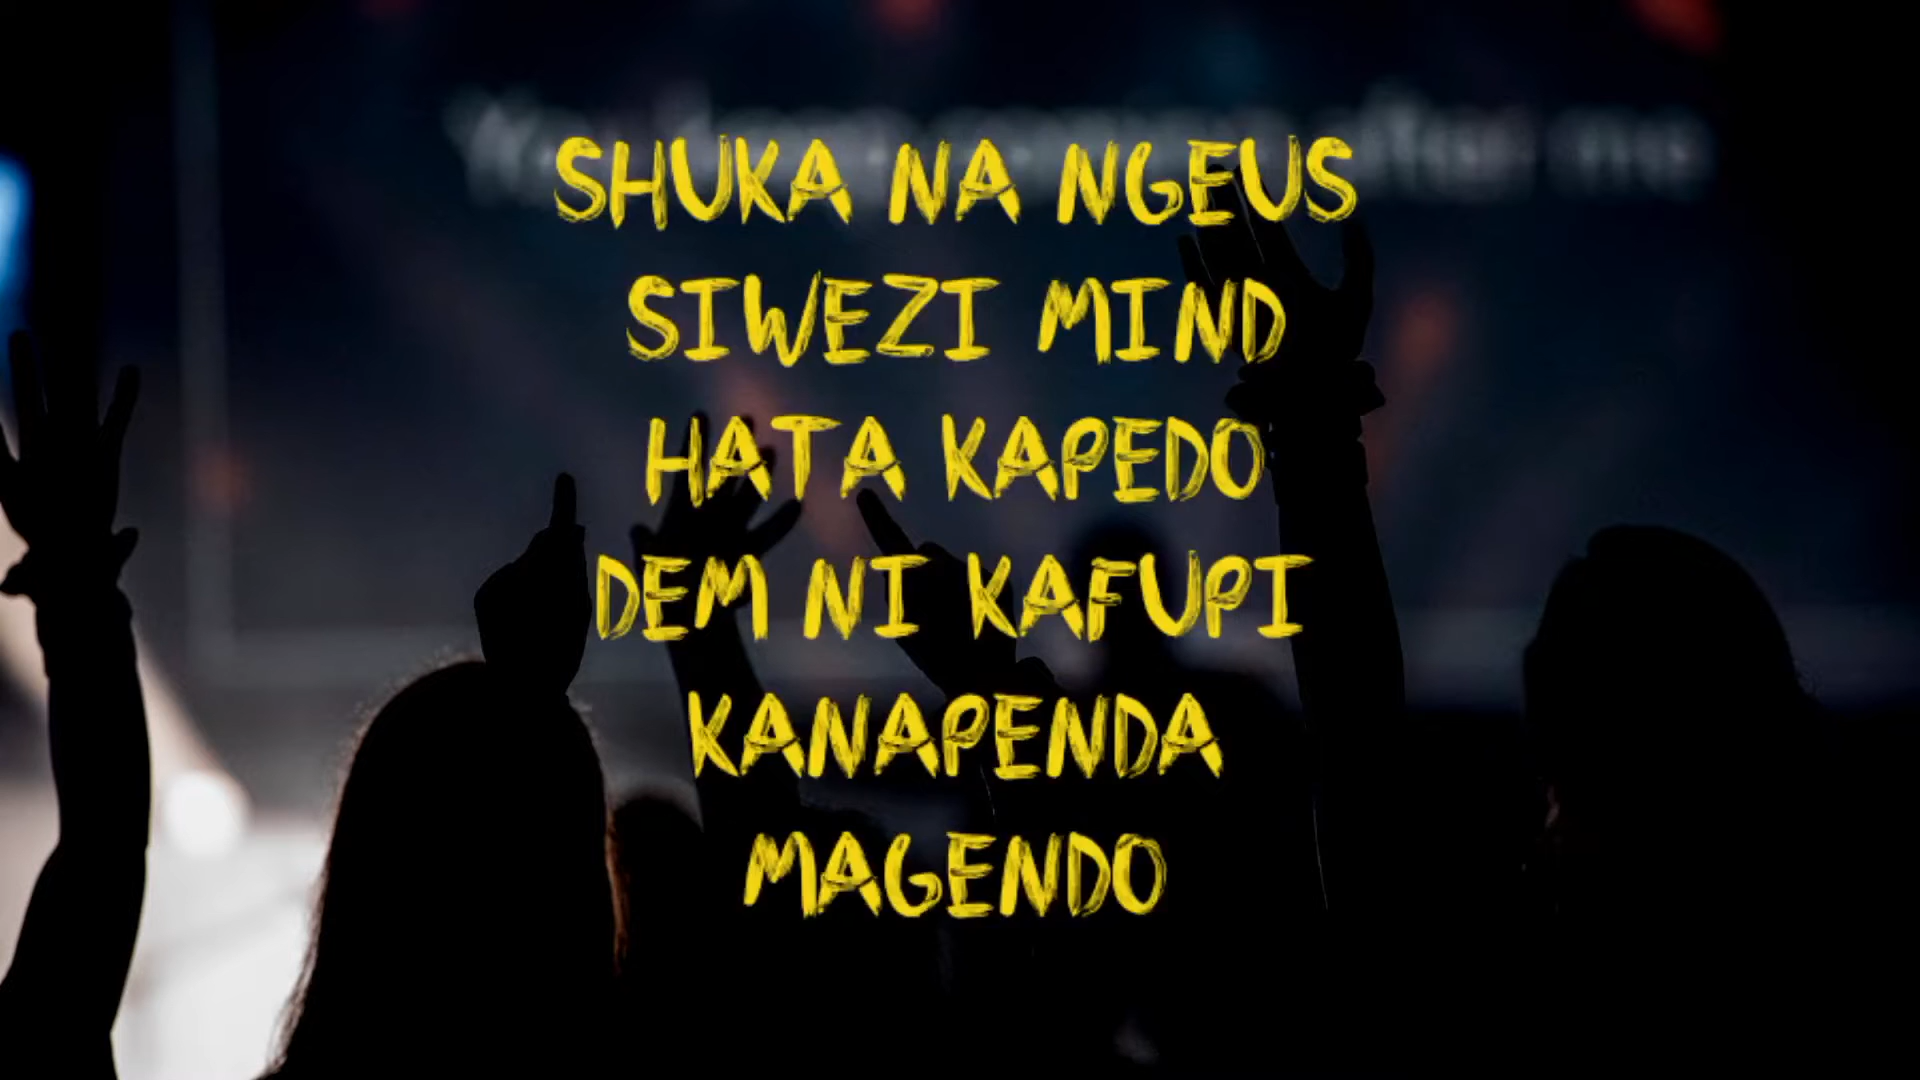 SHUKA NA NGEUS
SIWEZI MIND
HATA KAPEDO
DEM NI KAFUPI
KANAPENDA
MAGENDO